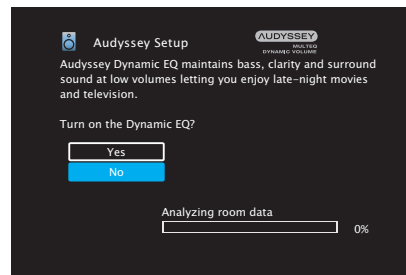 Audyssey Setup
AUDYSSEY
MULTEQ
DYNAMIC VOLUME
Audyssey Dynamic EQ maintains bass, clarity and surround
sound at low volumes letting you enjoy late-night movies
and television.
Turn on the Dynamic EQ?
Yes
No
Analyzing room data
0%